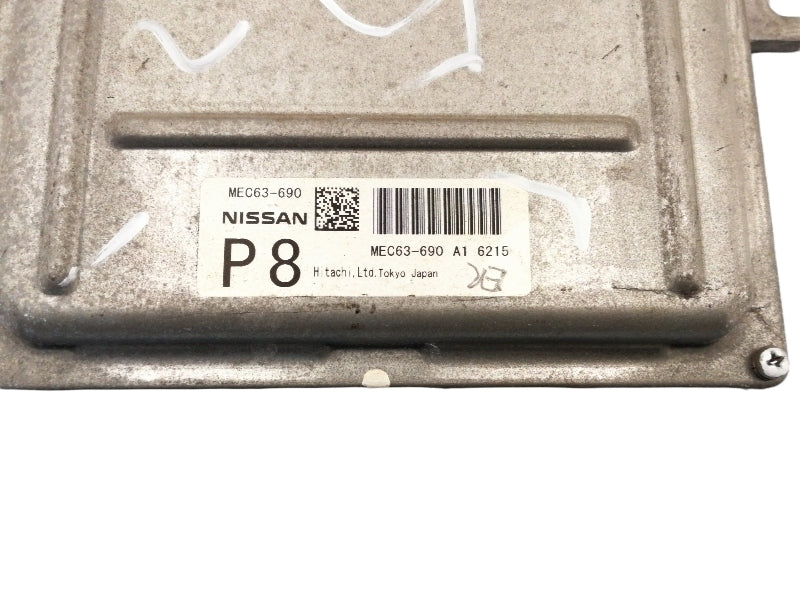 MEC63-690
NISSAN
P8
MEC63-690 A1 6215
Hitachi,Ltd.Tokyo Japan